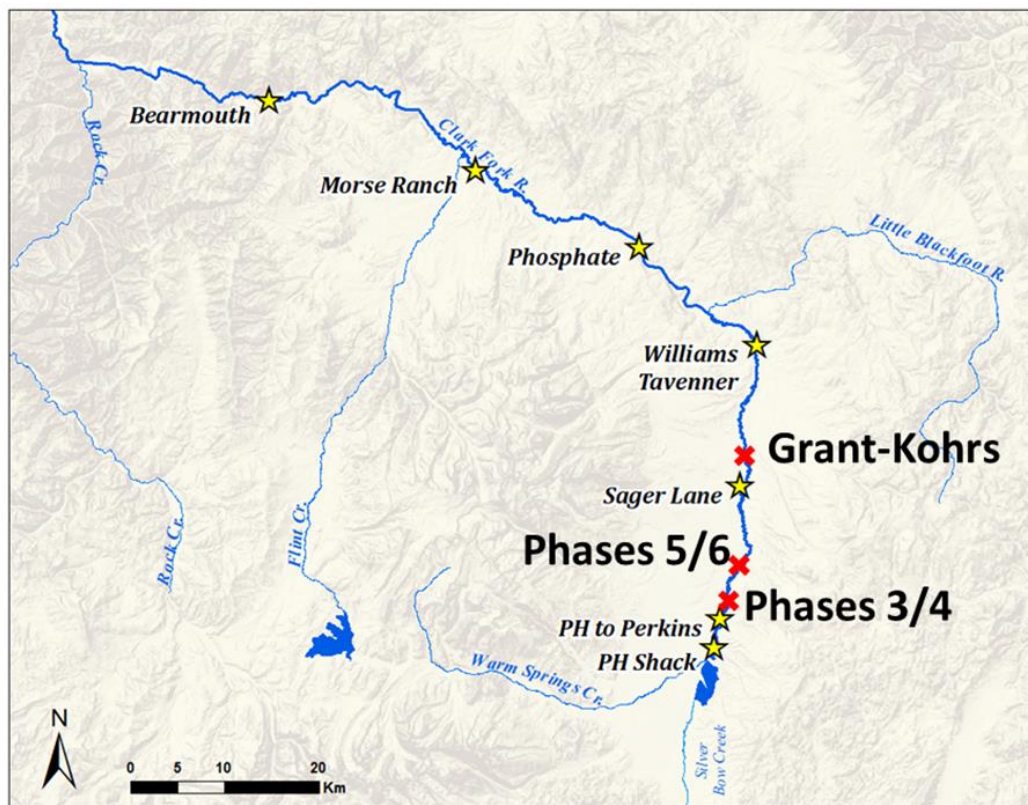 Bearmouth
Rock Cr.
Clark Fork R.
Morse Ranch
Little Blackfoot R.
Phosphate
Williams
Tavenner
Grant-Kohrs
Sager Lane
Rock Cr.
Flint Cr.
Phases 5/6
Phases 3/4
PH to Perkins
PH Shack
Warm Springs Cr.
Silver
Bow Creek
N
0 5 10 20
Km